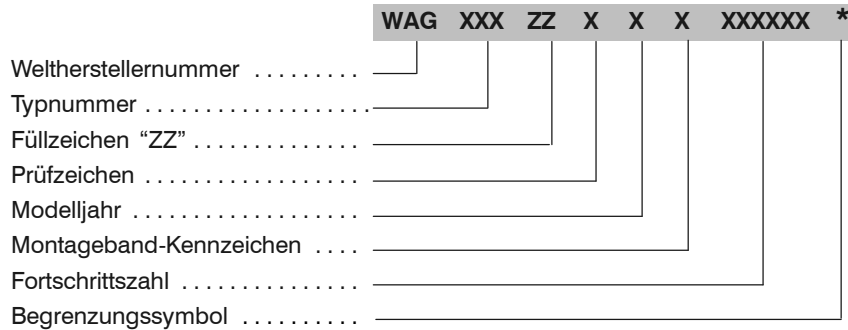 WAG XXX ZZ X X X XXXXXX *
Weltherstellernummer . . . . . . . . .
Typnummer . . . . . . . . . . . . . . . . . . .
Füllzeichen “ZZ” . . . . . . . . . . . . . .
Prüfzeichen . . . . . . . . . . . . . . . . . .
Modelljahr . . . . . . . . . . . . . . . . . . .
Montageband-Kennzeichen . . . .
Fortschrittszahl . . . . . . . . . . . . . . .
Begrenzungssymbol . . . . . . . . . .